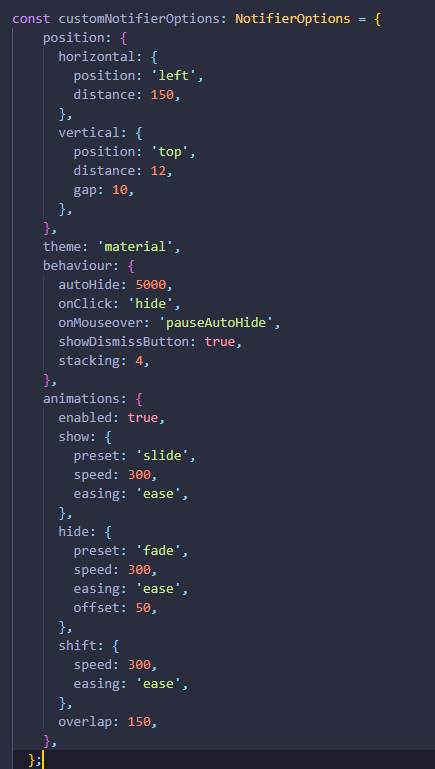 const customNotifierOptions: NotifierOptions = {
    position: {
      horizontal: {
        position: 'left',
        distance: 150,
      },
      vertical: {
        position: 'top',
        distance: 12,
        gap: 10,
      },
    },
    theme: 'material',
    behaviour: {
      autoHide: 5000,
      onClick: 'hide',
      onMouseover: 'pauseAutoHide',
      showDismissButton: true,
      stacking: 4,
    },
    animations: {
      enabled: true,
      show: {
        preset: 'slide',
        speed: 300,
        easing: 'ease',
      },
      hide: {
        preset: 'fade',
        speed: 300,
        easing: 'ease',
        offset: 50,
      },
      shift: {
        speed: 300,
        easing: 'ease',
      },
      overlap: 150,
    },
  };